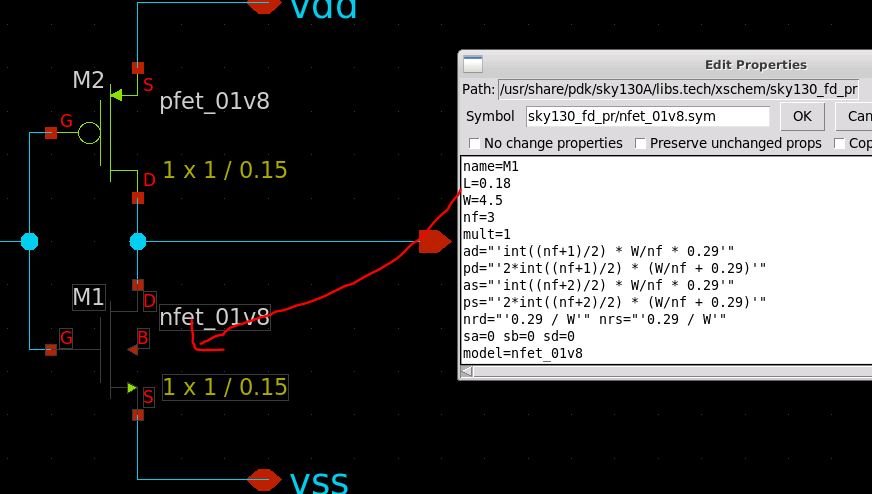 vdd
M2
S
pfet_01v8
G
1 x 1 / 0.15
D
M1
D
nfet_01v8
G
B
1 x 1 / 0.15
S
vss
Edit Properties
Path: /usr/share/pdk/sky130A/libs.tech/xschem/sky130_fd_pr
Symbol sky130_fd_pr/nfet_01v8.sym OK Can
No change properties Preserve unchanged props Cop
name=M1
L=0.18
W=4.5
nf=3
mult=1
ad="'int((nf+1)/2) * W/nf * 0.29'"
pd="'2*int((nf+1)/2) * (W/nf + 0.29)'"
as="'int((nf+2)/2) * W/nf * 0.29'"
ps="'2*int((nf+2)/2) * (W/nf + 0.29)'"
nrd="'0.29 / W'" nrs="'0.29 / W'"
sa=0 sb=0 sd=0
model=nfet_01v8